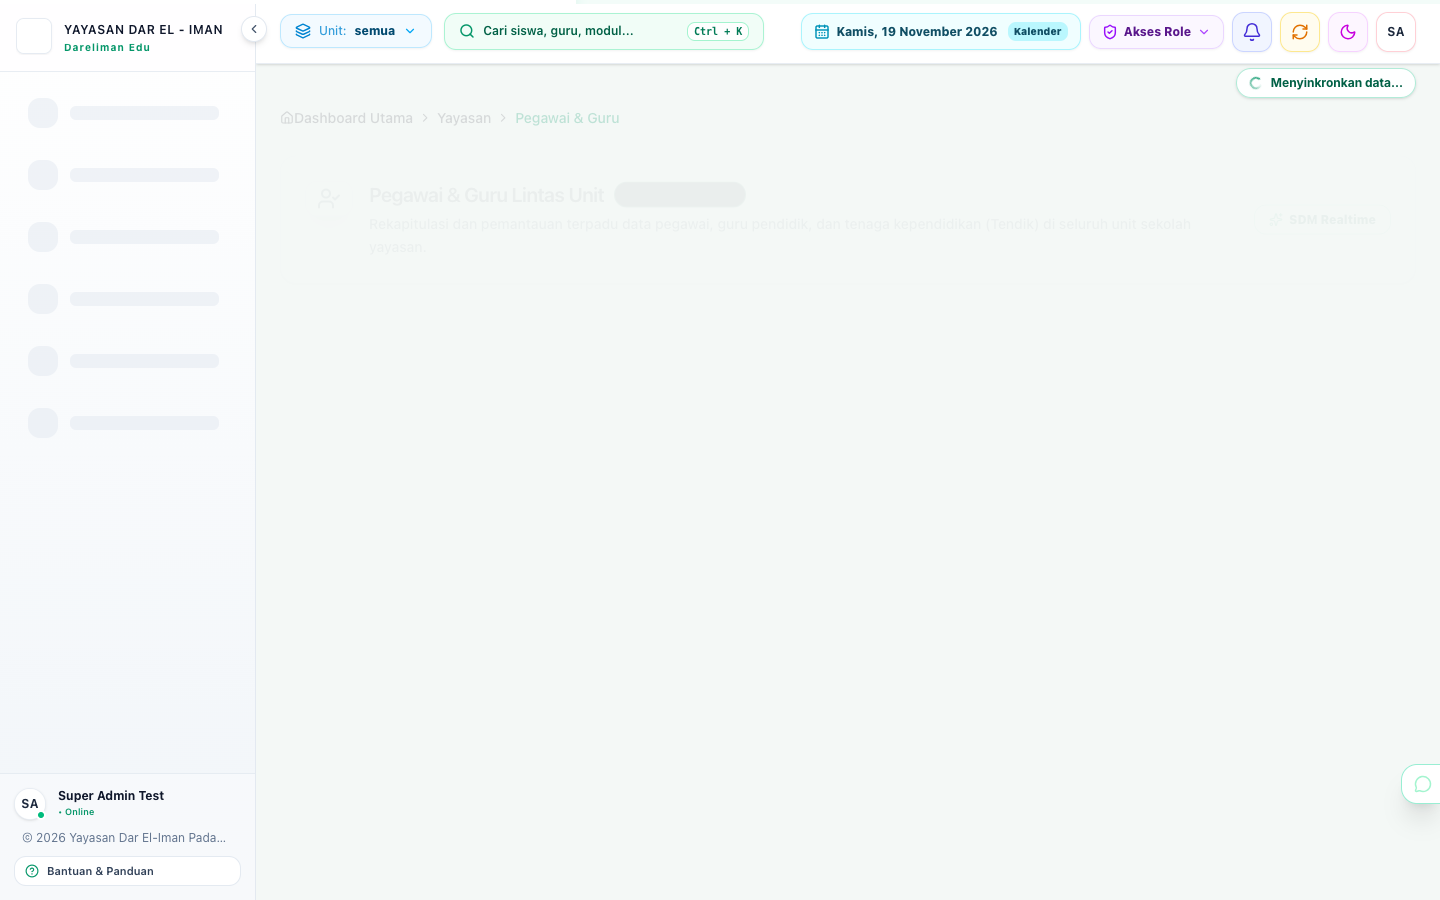 YAYASAN DAR EL - IMAN
Dareliman Edu
Unit: semua
Cari siswa, guru, modul...
Ctrl + K
Kamis, 19 November 2026
Kalender
Akses Role
SA
Menyinkronkan data...
Dashboard Utama
Yayasan
Pegawai & Guru
Pegawai & Guru Lintas Unit
Rekapitulasi dan pemantauan terpadu data pegawai, guru pendidik, dan tenaga kependidikan (Tendik) di seluruh unit sekolah
yayasan.
SDM Realtime
SA
Super Admin Test
• Online
© 2026 Yayasan Dar El-Iman Pada...
Bantuan & Panduan